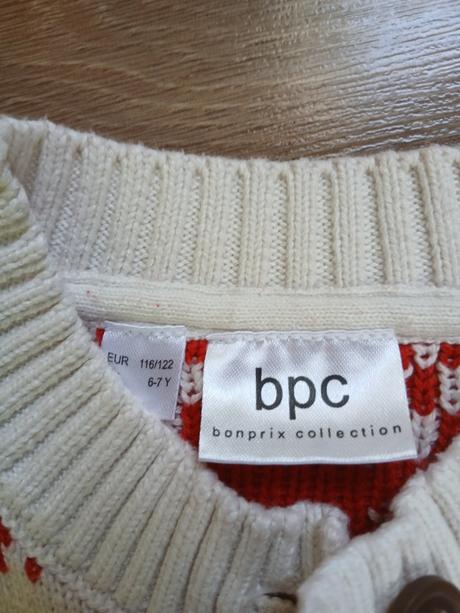 EUR 116/122
6-7 Y
bpc
bonprix collection